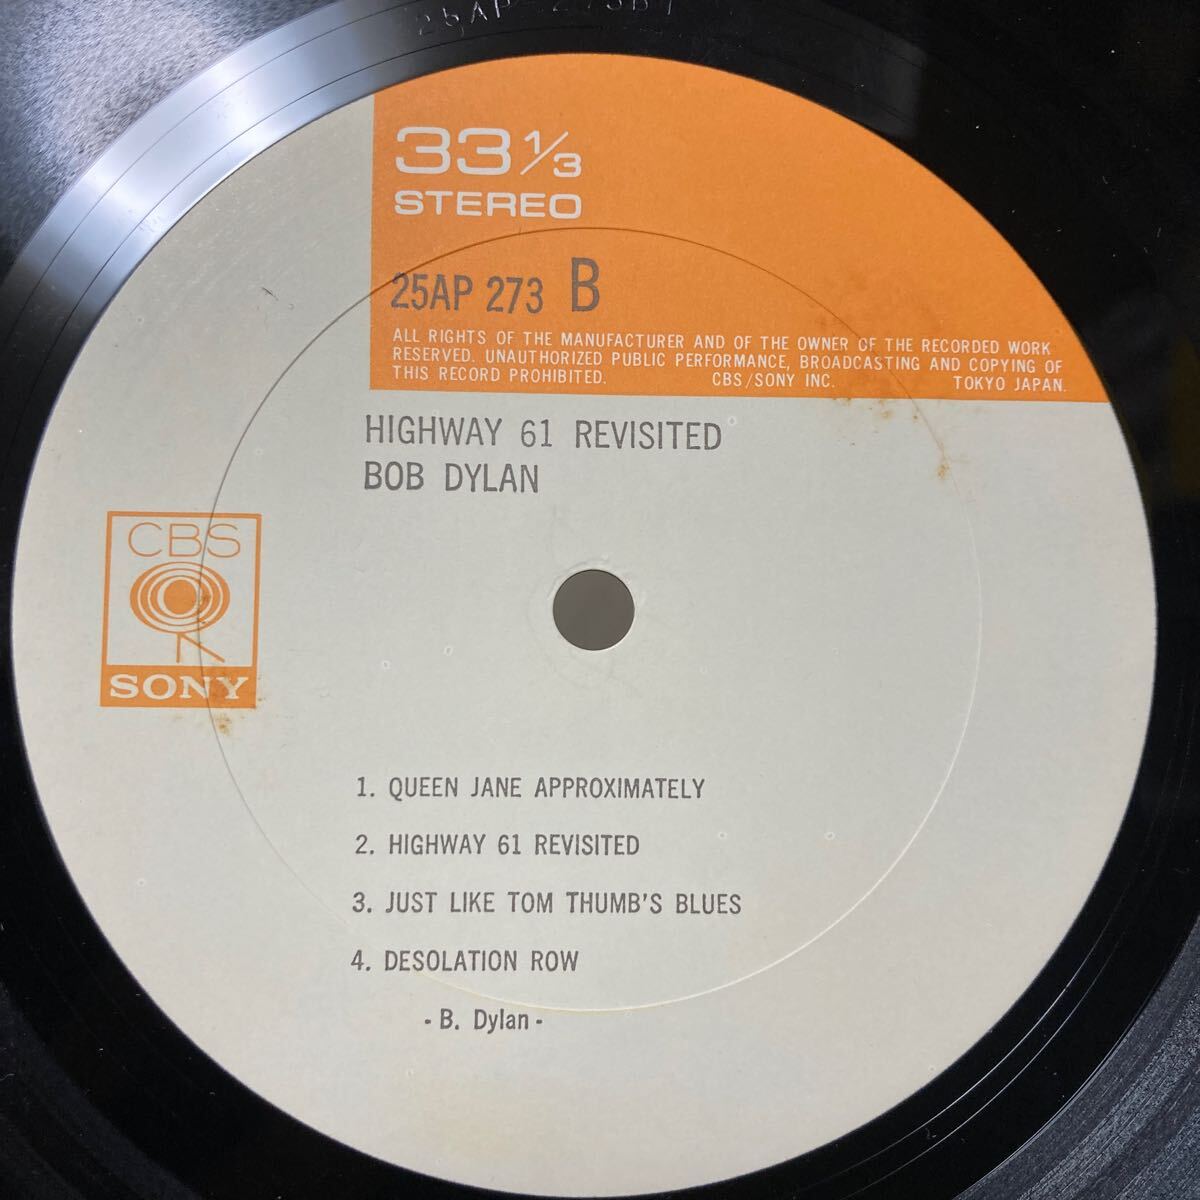 33 1/3
STEREO
25AP 273 B
ALL RIGHTS OF THE MANUFACTURER AND OF THE OWNER OF THE RECORDED WORK
RESERVED. UNAUTHORIZED PUBLIC PERFORMANCE, BROADCASTING AND COPYING OF
THIS RECORD PROHIBITED. CBS/SONY INC. TOKYO JAPAN.
HIGHWAY 61 REVISITED
BOB DYLAN
CBS
SONY
1. QUEEN JANE APPROXIMATELY
2. HIGHWAY 61 REVISITED
3. JUST LIKE TOM THUMB'S BLUES
4. DESOLATION ROW
- B. Dylan -